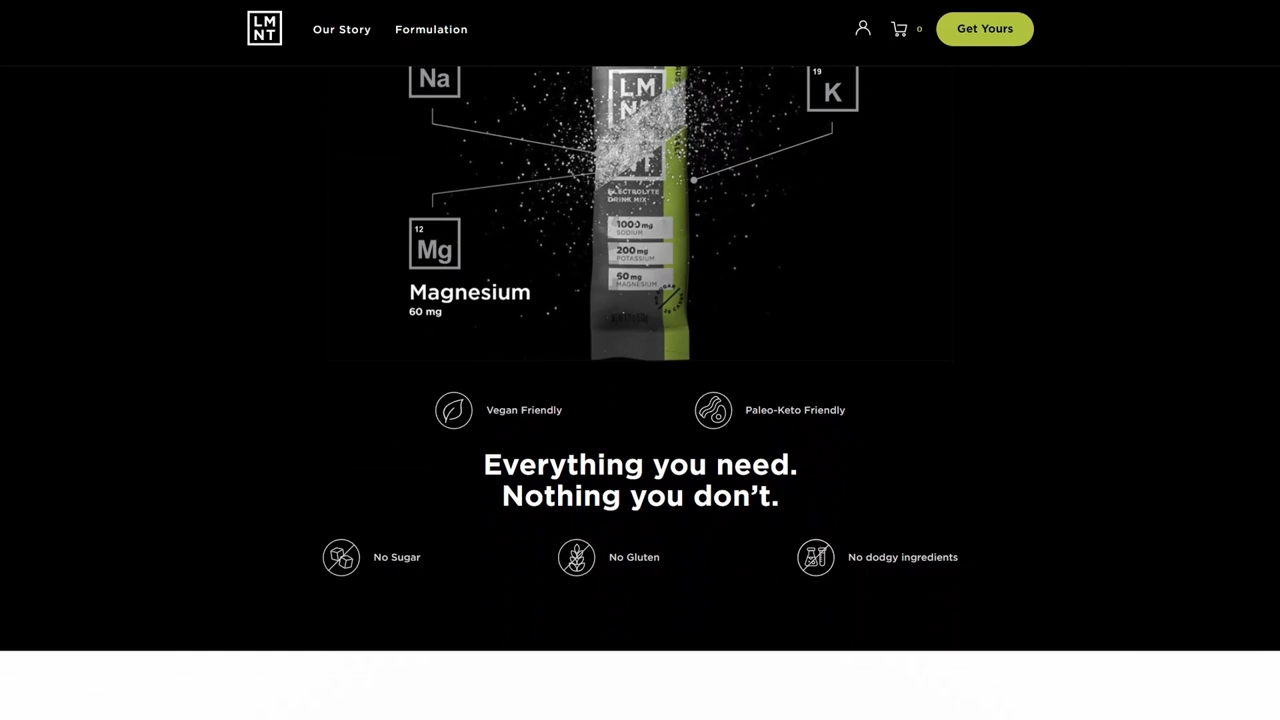 LM
NT
Our Story
Formulation
0
Get Yours
Na
19
K
LM
NT
ELECTROLYTE
DRINK MIX
1000 mg
SODIUM
200 mg
POTASSIUM
60 mg
MAGNESIUM
12
Mg
Magnesium
60 mg
Vegan Friendly
Paleo-Keto Friendly
Everything you need.
Nothing you don’t.
No Sugar
No Gluten
No dodgy ingredients